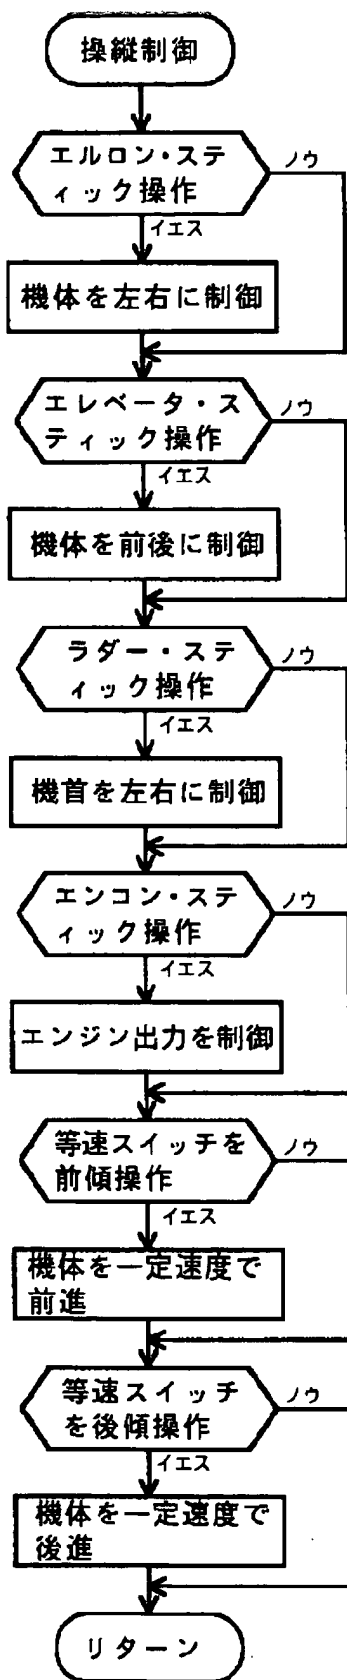 操縦制御
エルロン・ステ
ィック操作
ノウ
イエス
機体を左右に制御
エレベータ・ス
ティック操作
ノウ
イエス
機体を前後に制御
ラダー・ステ
ィック操作
ノウ
イエス
機首を左右に制御
エンコン・ステ
ィック操作
ノウ
イエス
エンジン出力を制御
等速スイッチを
前傾操作
ノウ
イエス
機体を一定速度で
前進
等速スイッチ
を後傾操作
ノウ
イエス
機体を一定速度で
後進
リターン